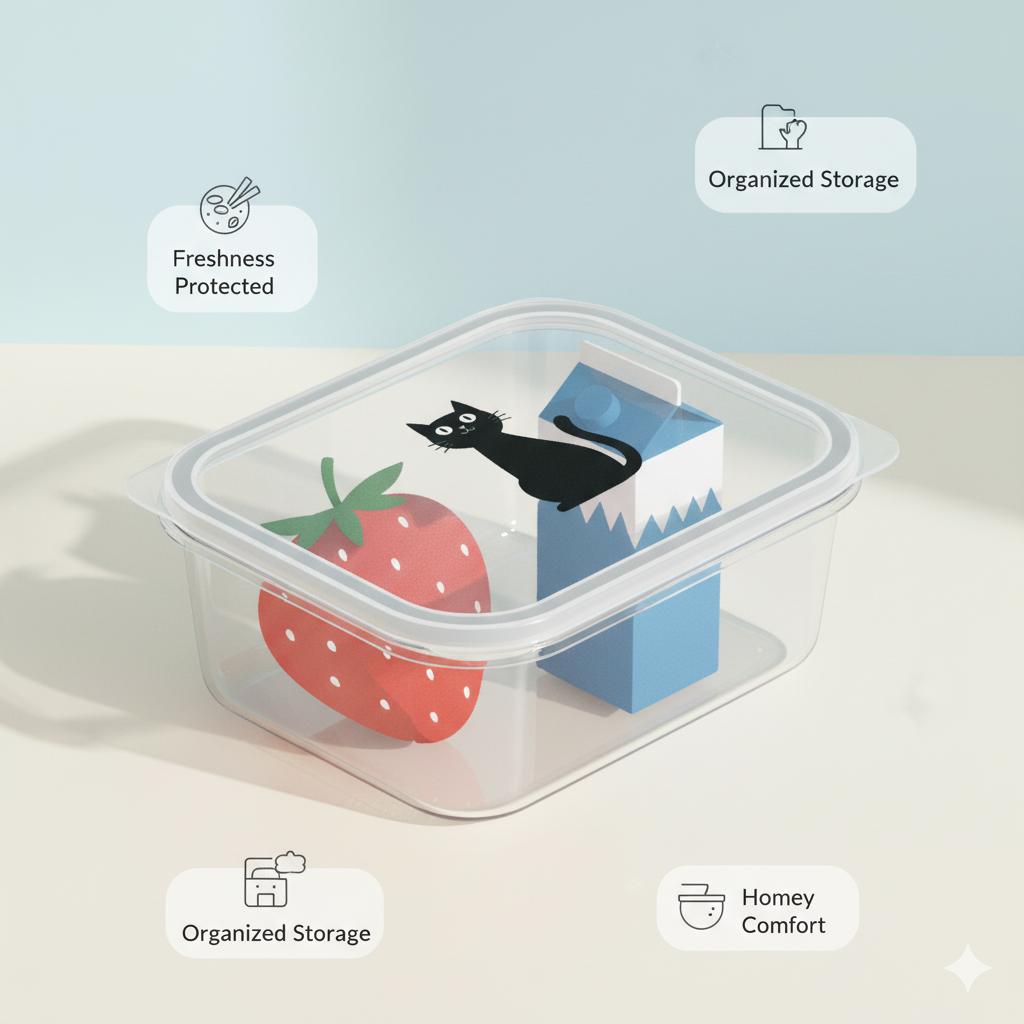 Organized Storage
Freshness
Protected
Organized Storage
Homey
Comfort